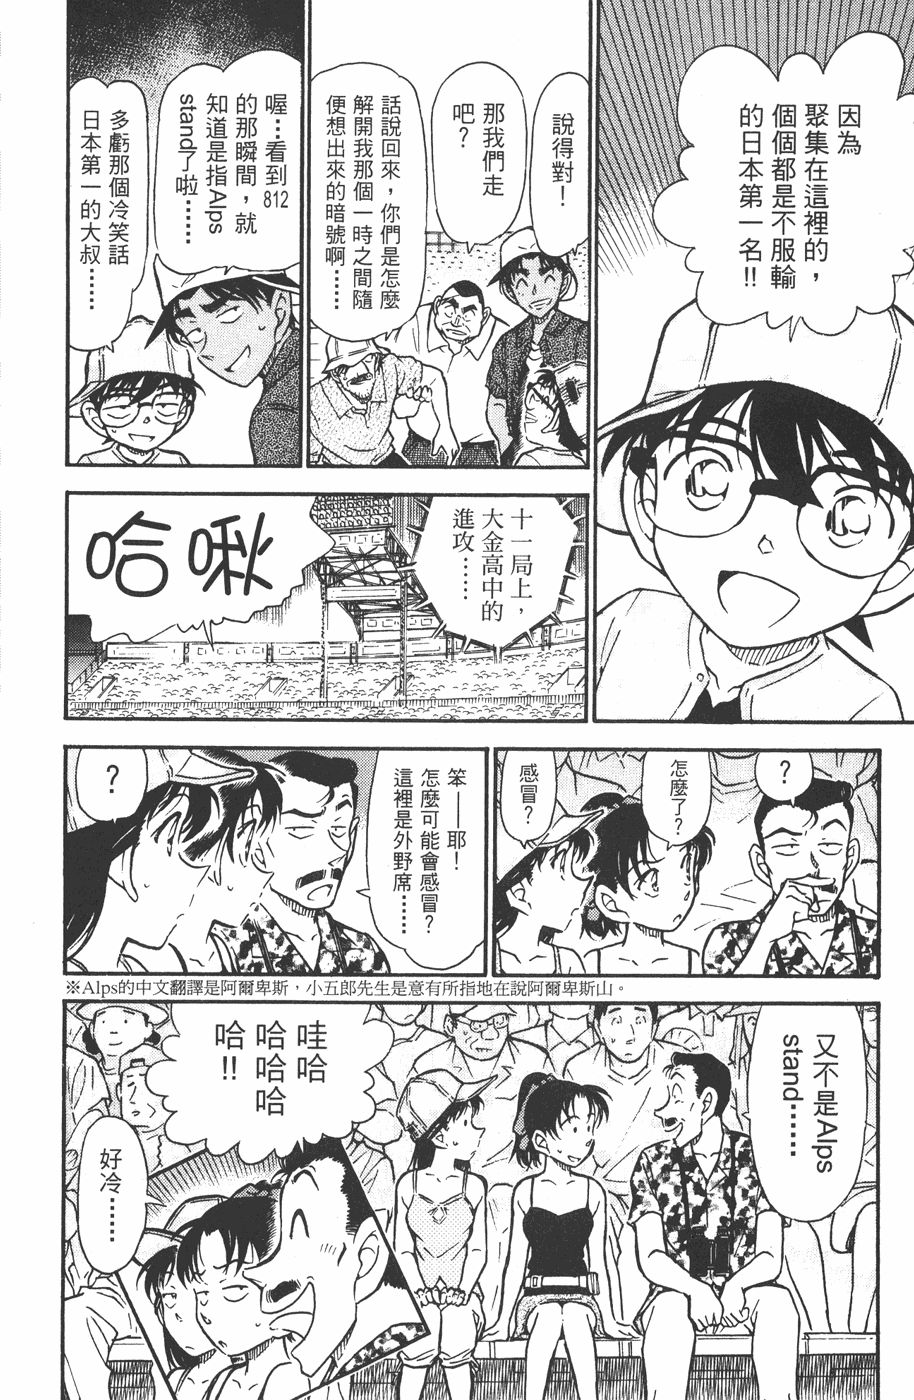 因為
聚集在這裡的，
個個都是不服輸
的日本第一名!!
說得對！
那我們走
吧？
話說回來，你們是怎麼
解開我那個一時之間隨
便想出來的暗號啊……
喔…看到812
的那瞬間，就
知道是指Alps
stand了啦……
多虧那個冷笑話
日本第一的大叔……
十一局上，
大金高中的
進攻……
哈啾
？
怎麼了？
感冒？
笨——耶！
怎麼可能會感冒？
這裡是外野席……
？
※Alps的中文翻譯是阿爾卑斯，小五郎先生是意有所指地在說阿爾卑斯山。
又不是Alps
stand……
哇哈
哈哈哈
哈!!
好冷……